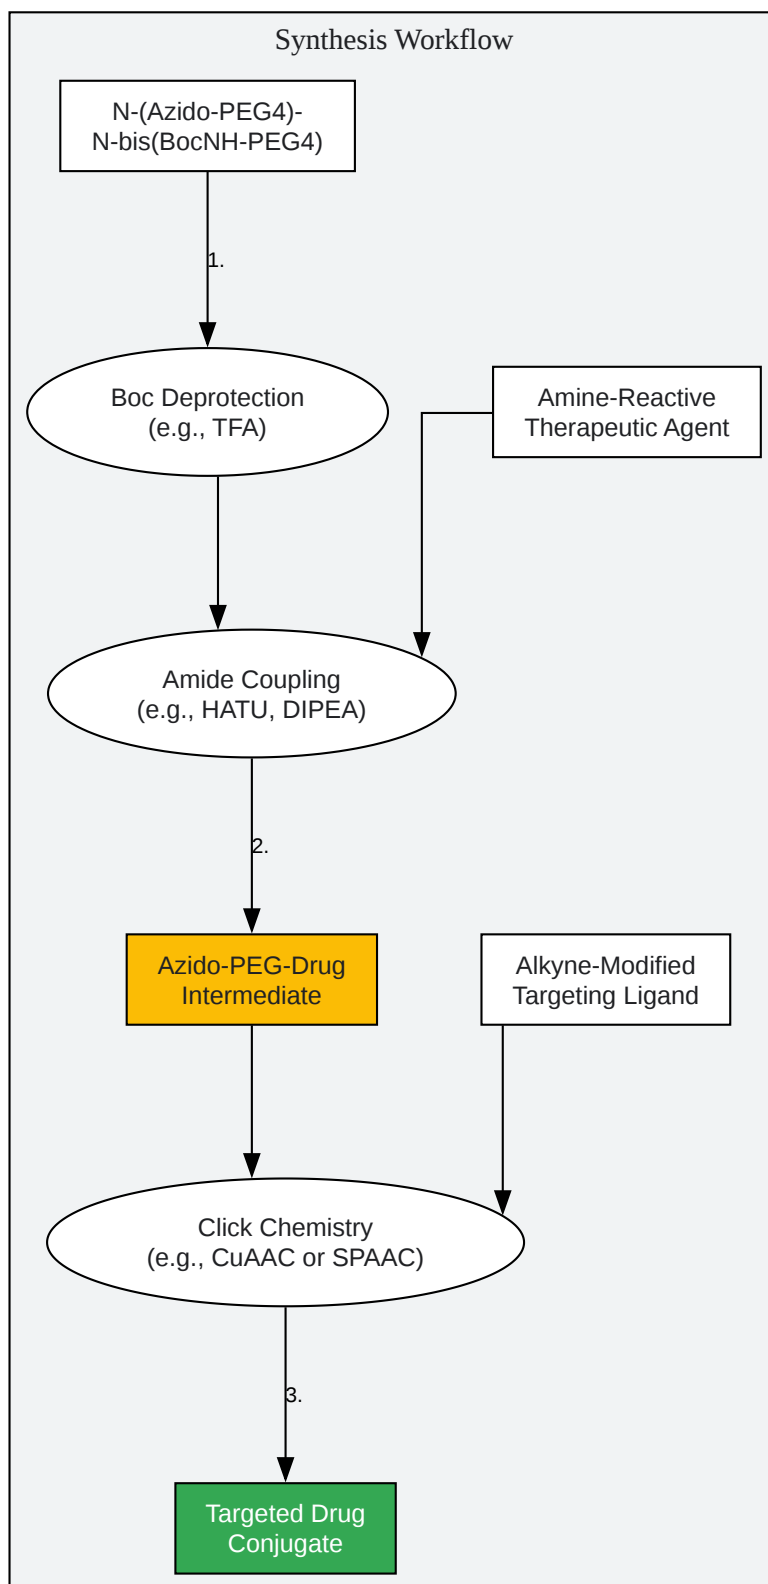 Synthesis Workflow
N-(Azido-PEG4)-
N-bis(BocNH-PEG4)
1.
Boc Deprotection
(e.g., TFA)
Amine-Reactive
Therapeutic Agent
Amide Coupling
(e.g., HATU, DIPEA)
2.
Azido-PEG-Drug
Intermediate
Alkyne-Modified
Targeting Ligand
Click Chemistry
(e.g., CuAAC or SPAAC)
3.
Targeted Drug
Conjugate